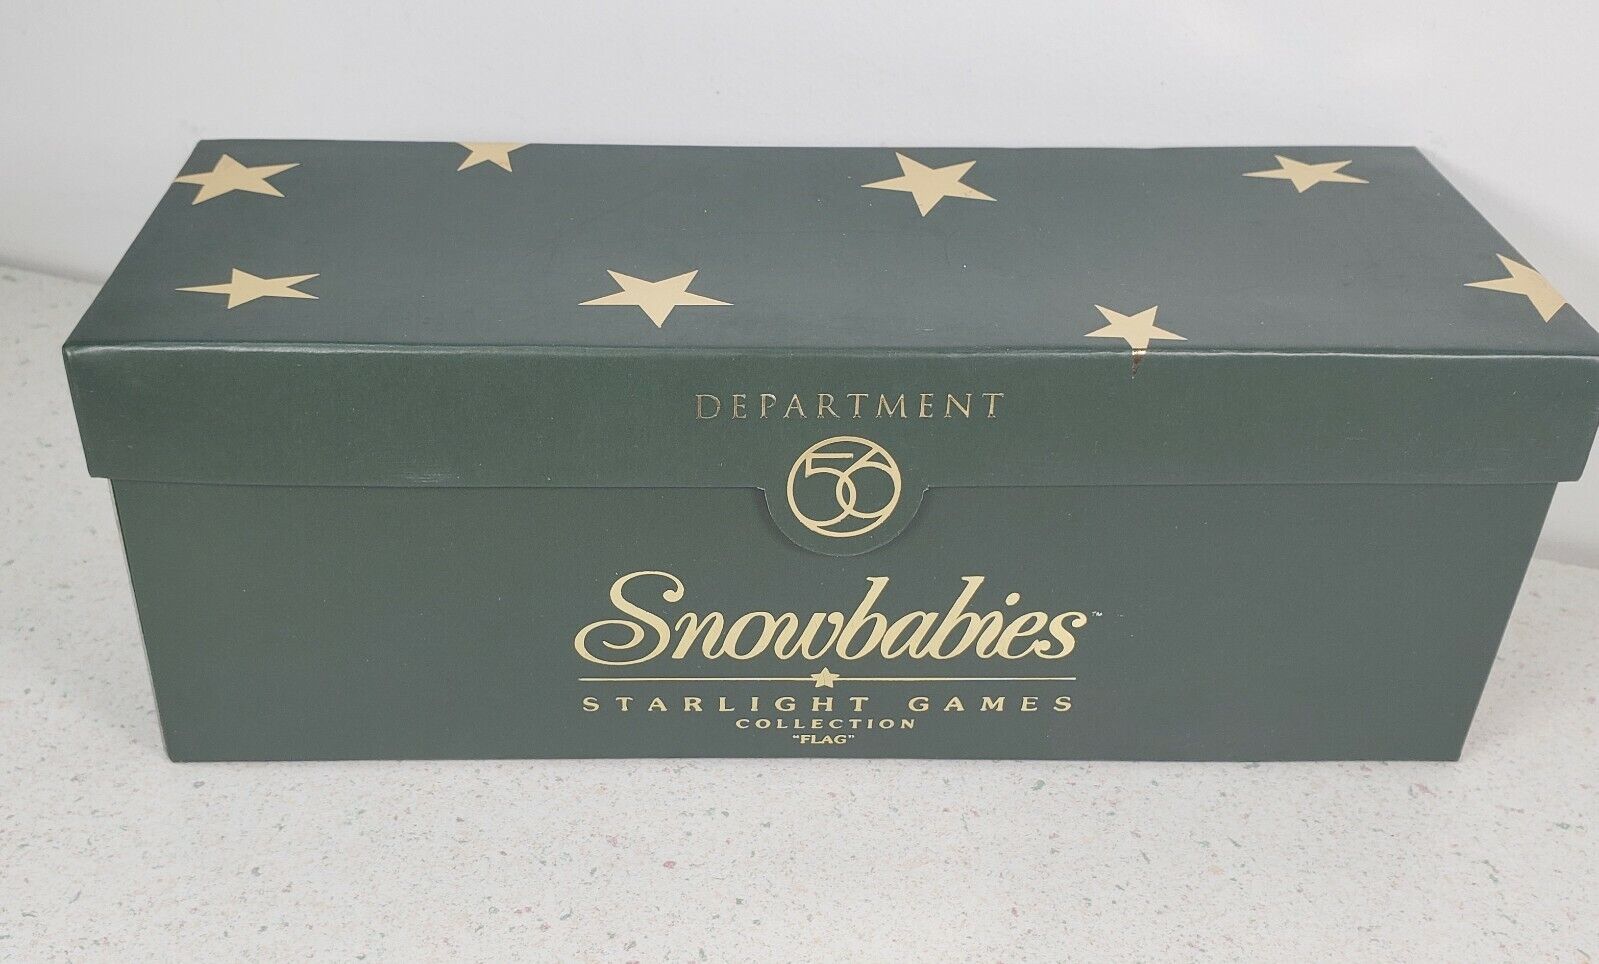 DEPARTMENT
56
Snowbabies™
STARLIGHT GAMES
COLLECTION
"FLAG"